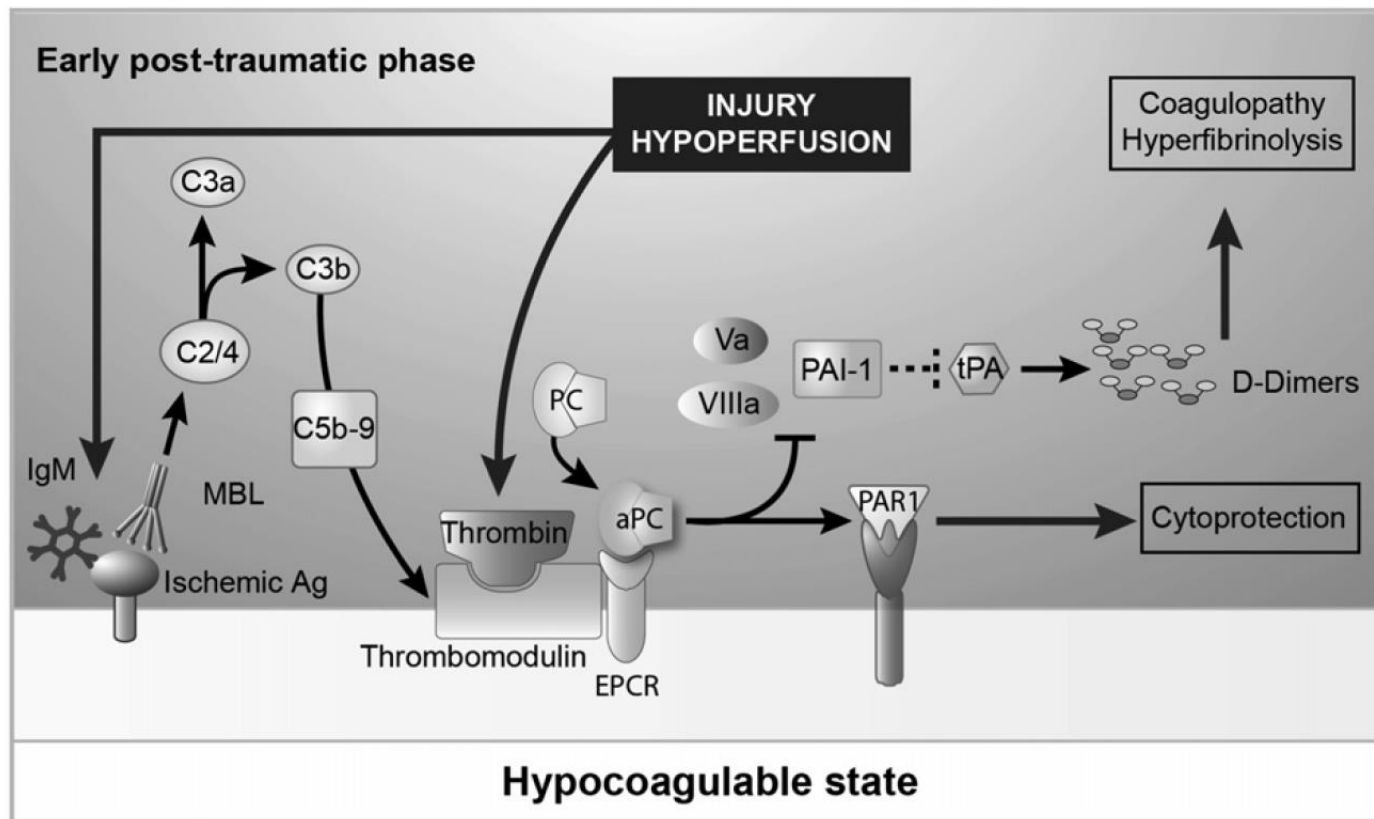 Early post-traumatic phase
INJURY
HYPOPERFUSION
Coagulopathy
Hyperfibrinolysis
C3a
C3b
C2/4
Va
PAI-1
tPA
VIIIa
D-Dimers
PC
C5b-9
IgM
MBL
PAR1
Thrombin
aPC
Cytoprotection
Ischemic Ag
Thrombomodulin
EPCR
Hypocoagulable state